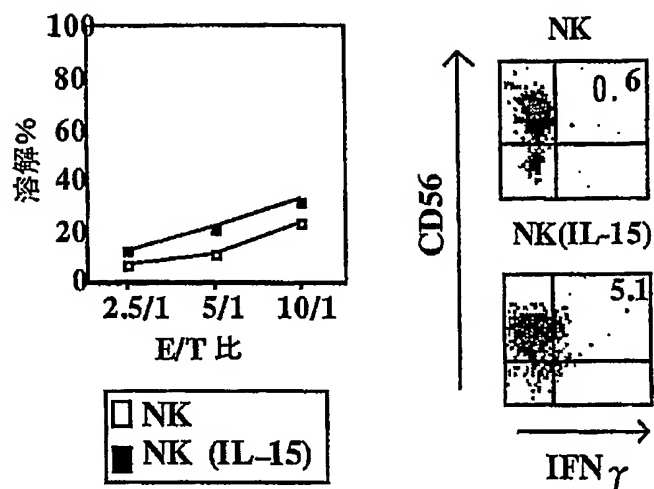 100
80
60
40
20
0
溶解%
2.5/1 5/1 10/1
E/T 比
□ NK
■ NK (IL-15)
NK
0.6
CD56
NK(IL-15)
5.1
IFNγ